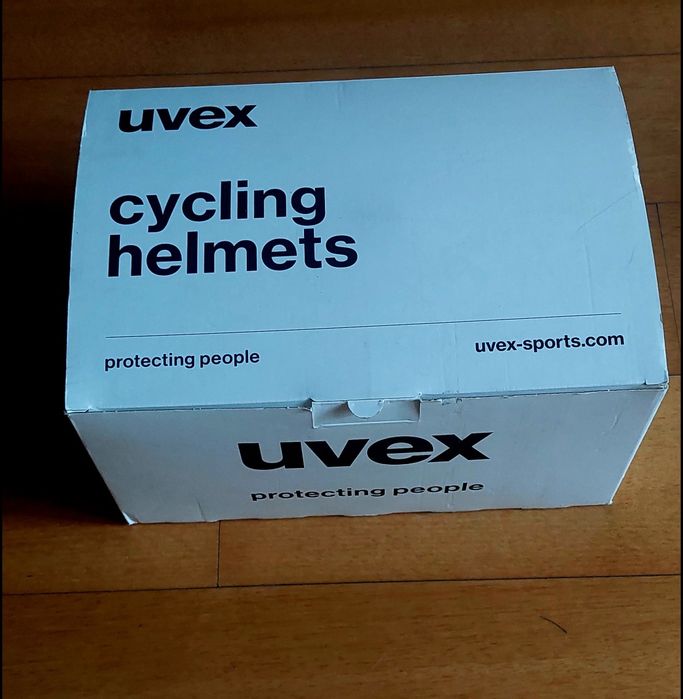 uvex
cycling
helmets
protecting people
uvex-sports.com
uvex
protecting people